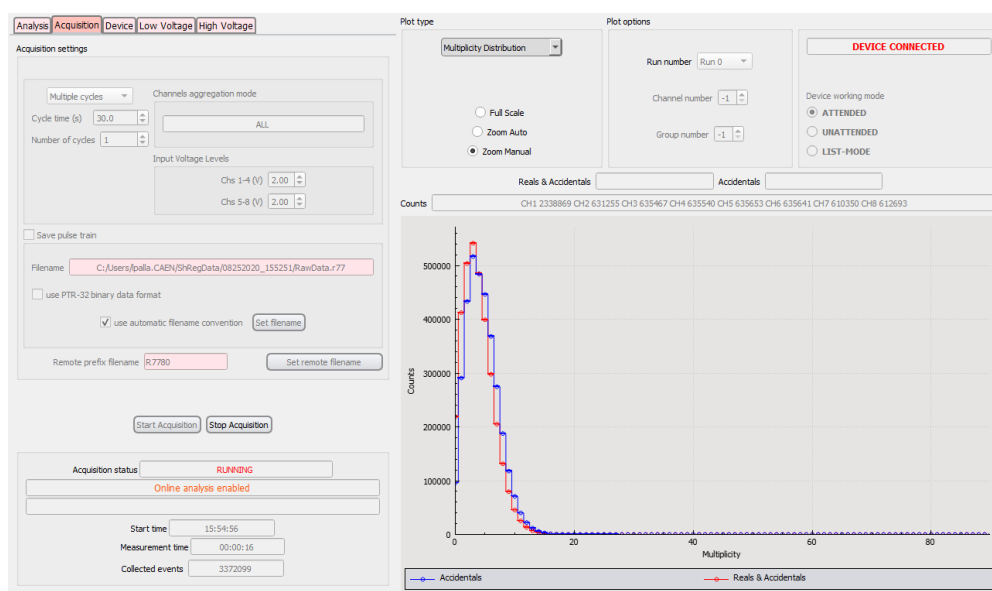 Analysis Acquisition Device Low Voltage High Voltage
Acquisition settings
Multiple cycles
Channels aggregation mode
Cycle time (s) 30.0
ALL
Number of cycles 1
Input Voltage Levels
Chs 1-4 (V) 2.00
Chs 5-8 (V) 2.00
Save pulse train
Filename C:/Users/lpalla.CAEN/ShRegData/08252020_155251/RawData.r77
use PTR-32 binary data format
use automatic filename convention Set filename
Remote prefix filename R7780 Set remote filename
Start Acquisition Stop Acquisition
Acquisition status RUNNING
Online analysis enabled
Start time 15:54:56
Measurement time 00:00:16
Collected events 3372099
Plot type
Multiplicity Distribution
Full Scale
Zoom Auto
Zoom Manual
Plot options
Run number Run 0
Channel number -1
Group number -1
DEVICE CONNECTED
Device working mode
ATTENDED
UNATTENDED
LIST-MODE
Reals & Accidentals Accidentals
Counts CH1 2338869 CH2 631255 CH3 635467 CH4 635540 CH5 635653 CH6 635641 CH7 610350 CH8 612693
500000
400000
300000
200000
100000
0
Counts
0 20 40 60 80
Multiplicity
Accidentals Reals & Accidentals